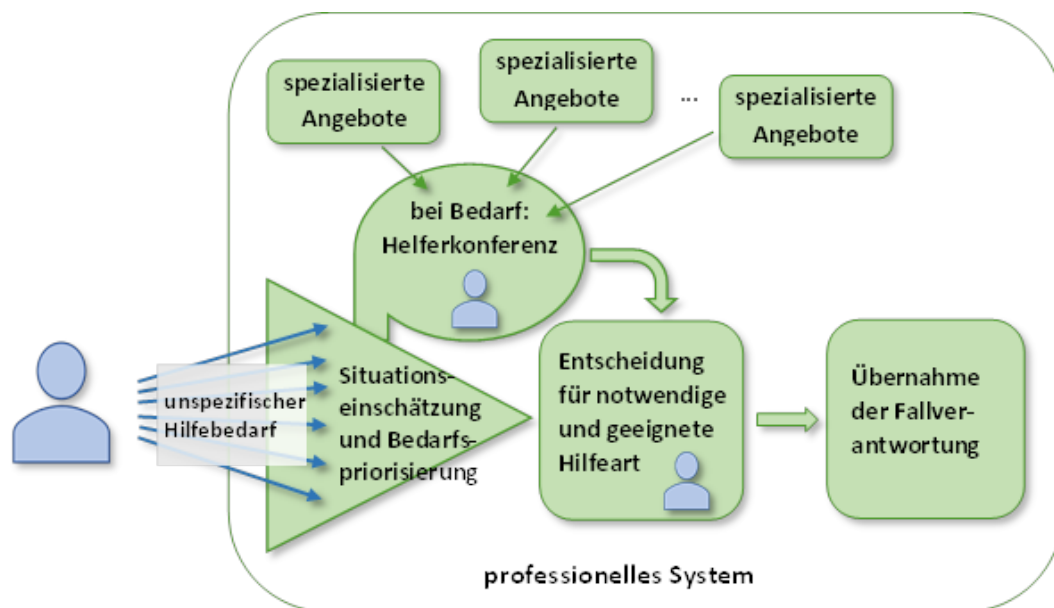 spezialisierte
Angebote
spezialisierte
Angebote
...
spezialisierte
Angebote
bei Bedarf:
Helferkonferenz
unspezifischer
Hilfebedarf
Situations-
einschätzung
und Bedarfs-
priorisierung
Entscheidung
für notwendige
und geeignete
Hilfeart
Übernahme
der Fallver-
antwortung
professionelles System